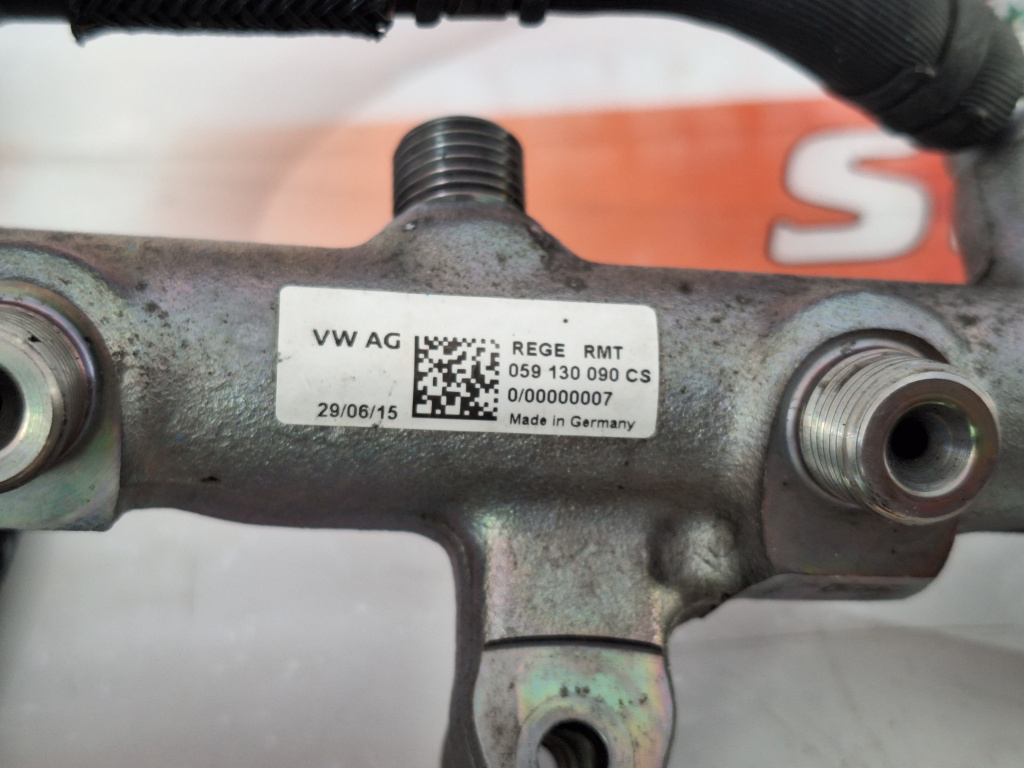 VW AG
29/06/15
REGE RMT
059 130 090 CS
0/00000007
Made in Germany
S